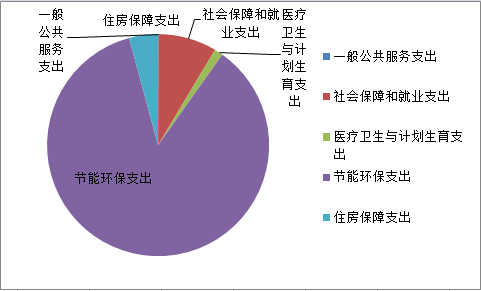 一般
公共
服务
支出
住房保障支出
社会保障和就
业支出
医疗
卫生
与计
划生
育支
出
节能环保支出
一般公共服务支出
社会保障和就业支出
医疗卫生与计划生育支
出
节能环保支出
住房保障支出